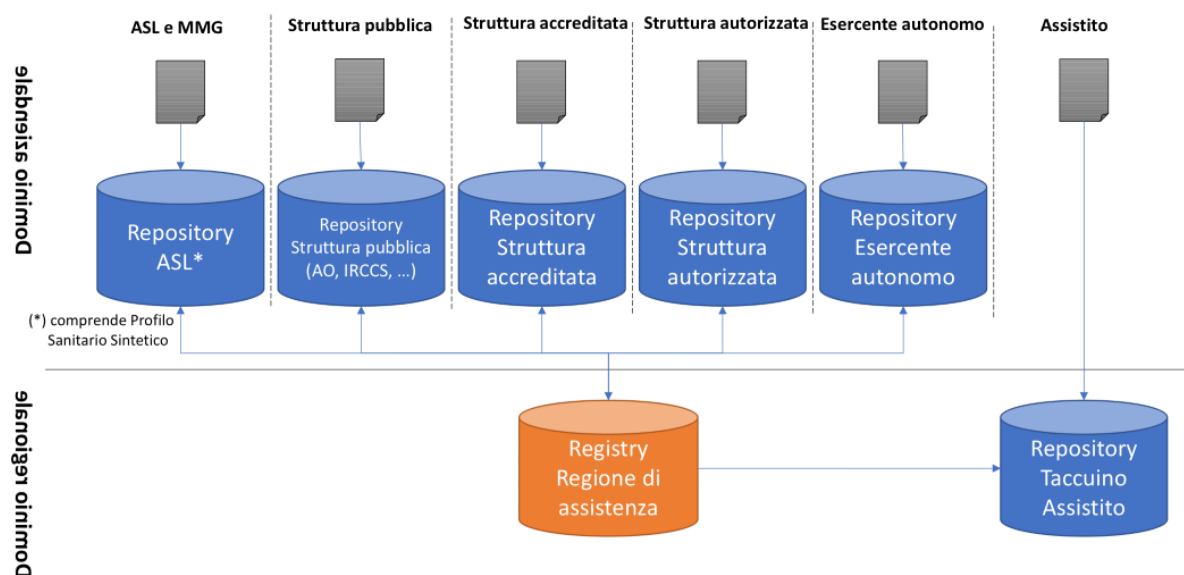 ASL e MMG
Struttura pubblica
Struttura accreditata
Struttura autorizzata
Esercente autonomo
Assistito
Dominio aziendale
Repository
ASL*
Repository
Struttura pubblica
(AO, IRCCS, ...)
Repository
Struttura
accreditata
Repository
Struttura
autorizzata
Repository
Esercente
autonomo
(*) comprende Profilo
Sanitario Sintetico
Dominio regionale
Registry
Regione di
assistenza
Repository
Taccuino
Assistito